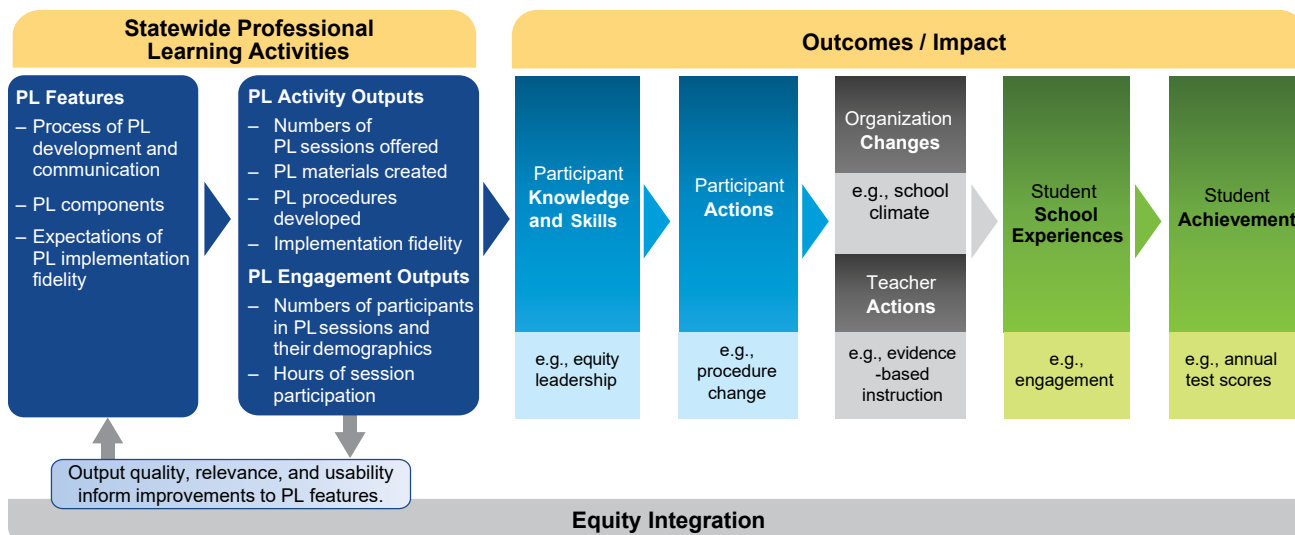 Statewide Professional
Learning Activities
PL Features
– Process of PL
development and
communication
– PL components
– Expectations of
PL implementation
fidelity
PL Activity Outputs
– Numbers of
PL sessions offered
– PL materials created
– PL procedures
developed
– Implementation fidelity
PL Engagement Outputs
– Numbers of participants
in PL sessions and
their demographics
– Hours of session
participation
Output quality, relevance, and usability
inform improvements to PL features.
Outcomes / Impact
Participant
Knowledge
and Skills
e.g., equity
leadership
Participant
Actions
e.g.,
procedure
change
Organization
Changes
e.g., school
climate
Teacher
Actions
e.g., evidence
-based
instruction
Student
School
Experiences
e.g.,
engagement
Student
Achievement
e.g., annual
test scores
Equity Integration